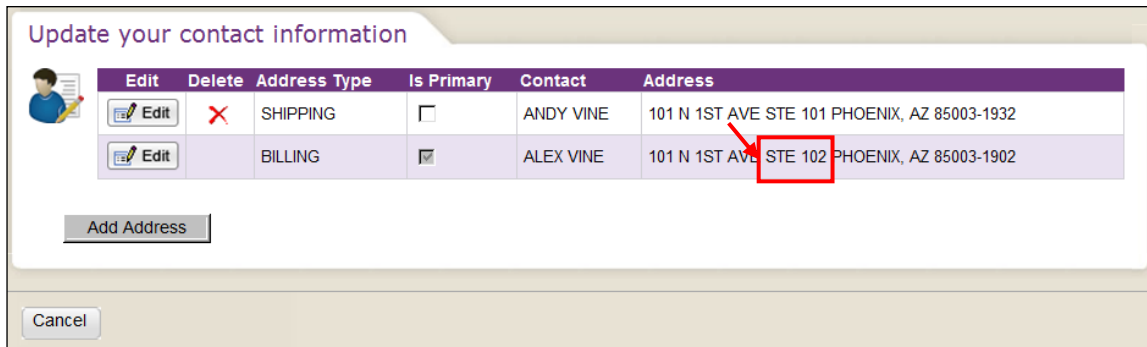 Update your contact information
Edit Delete Address Type Is Primary Contact Address
Edit SHIPPING ANDY VINE 101 N 1ST AVE STE 101 PHOENIX, AZ 85003-1932
Edit BILLING ALEX VINE 101 N 1ST AVE STE 102 PHOENIX, AZ 85003-1902
Add Address
Cancel